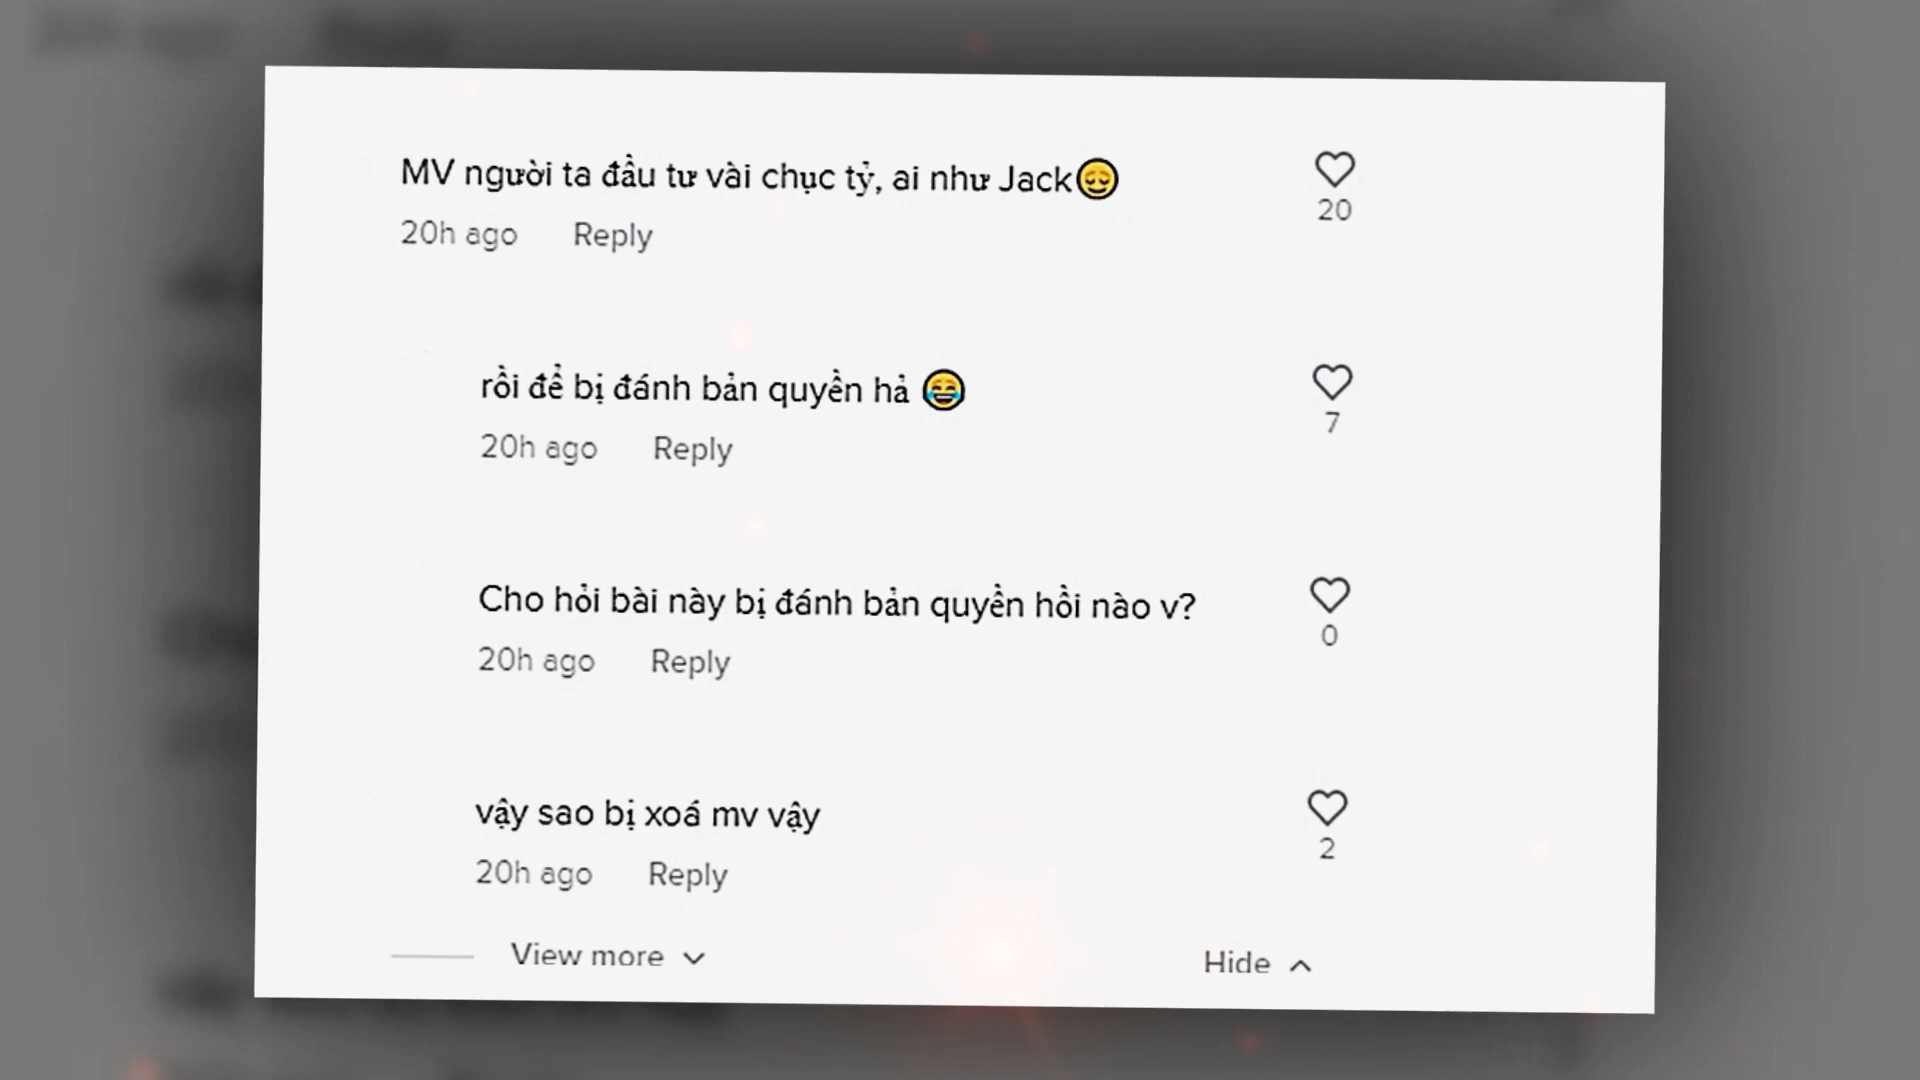 MV người ta đầu tư vài chục tỷ, ai như Jack😌
20
20h ago Reply
rồi để bị đánh bản quyền hả 😂
7
20h ago Reply
Cho hỏi bài này bị đánh bản quyền hồi nào v?
0
20h ago Reply
vậy sao bị xoá mv vậy
2
20h ago Reply
View more
Hide